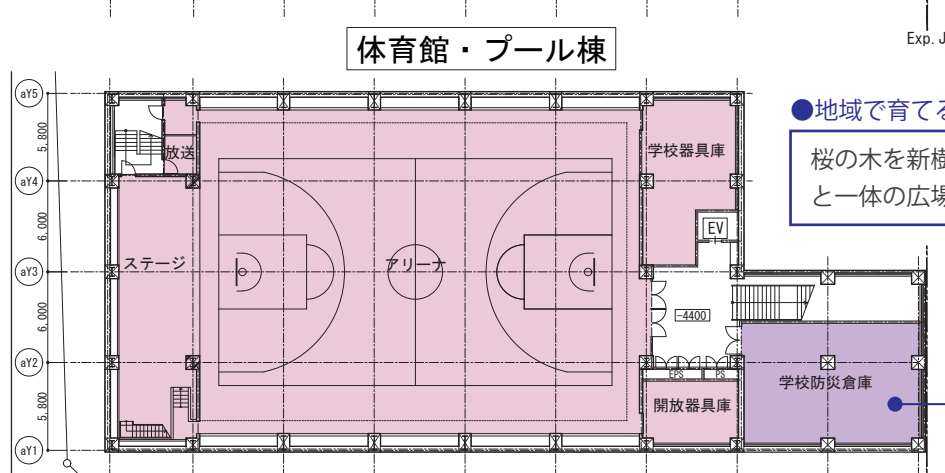 体育館・プール棟
Exp. J
●地域で育てる
桜の木を新樹
と一体の広場
aY5
5.800
aY4
6.000
aY3
6.000
aY2
5.800
aY1
放送
学校器具庫
EV
ステージ
アリーナ
-4400
EPS
PS
学校防災倉庫
開放器具庫